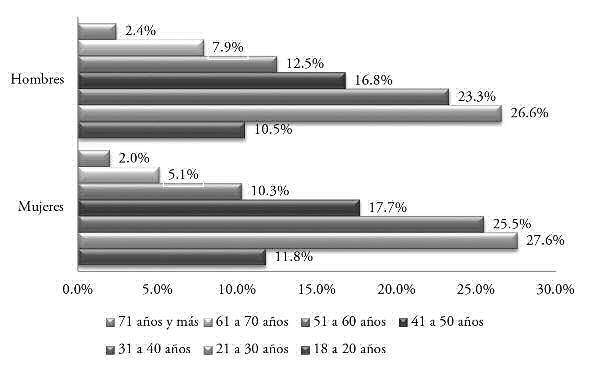 2.4%
7.9%
12.5%
Hombres
16.8%
23.3%
26.6%
10.5%
2.0%
5.1%
10.3%
Mujeres
17.7%
25.5%
27.6%
11.8%
0.0% 5.0% 10.0% 15.0% 20.0% 25.0% 30.0%
71 años y más 61 a 70 años 51 a 60 años 41 a 50 años
31 a 40 años 21 a 30 años 18 a 20 años